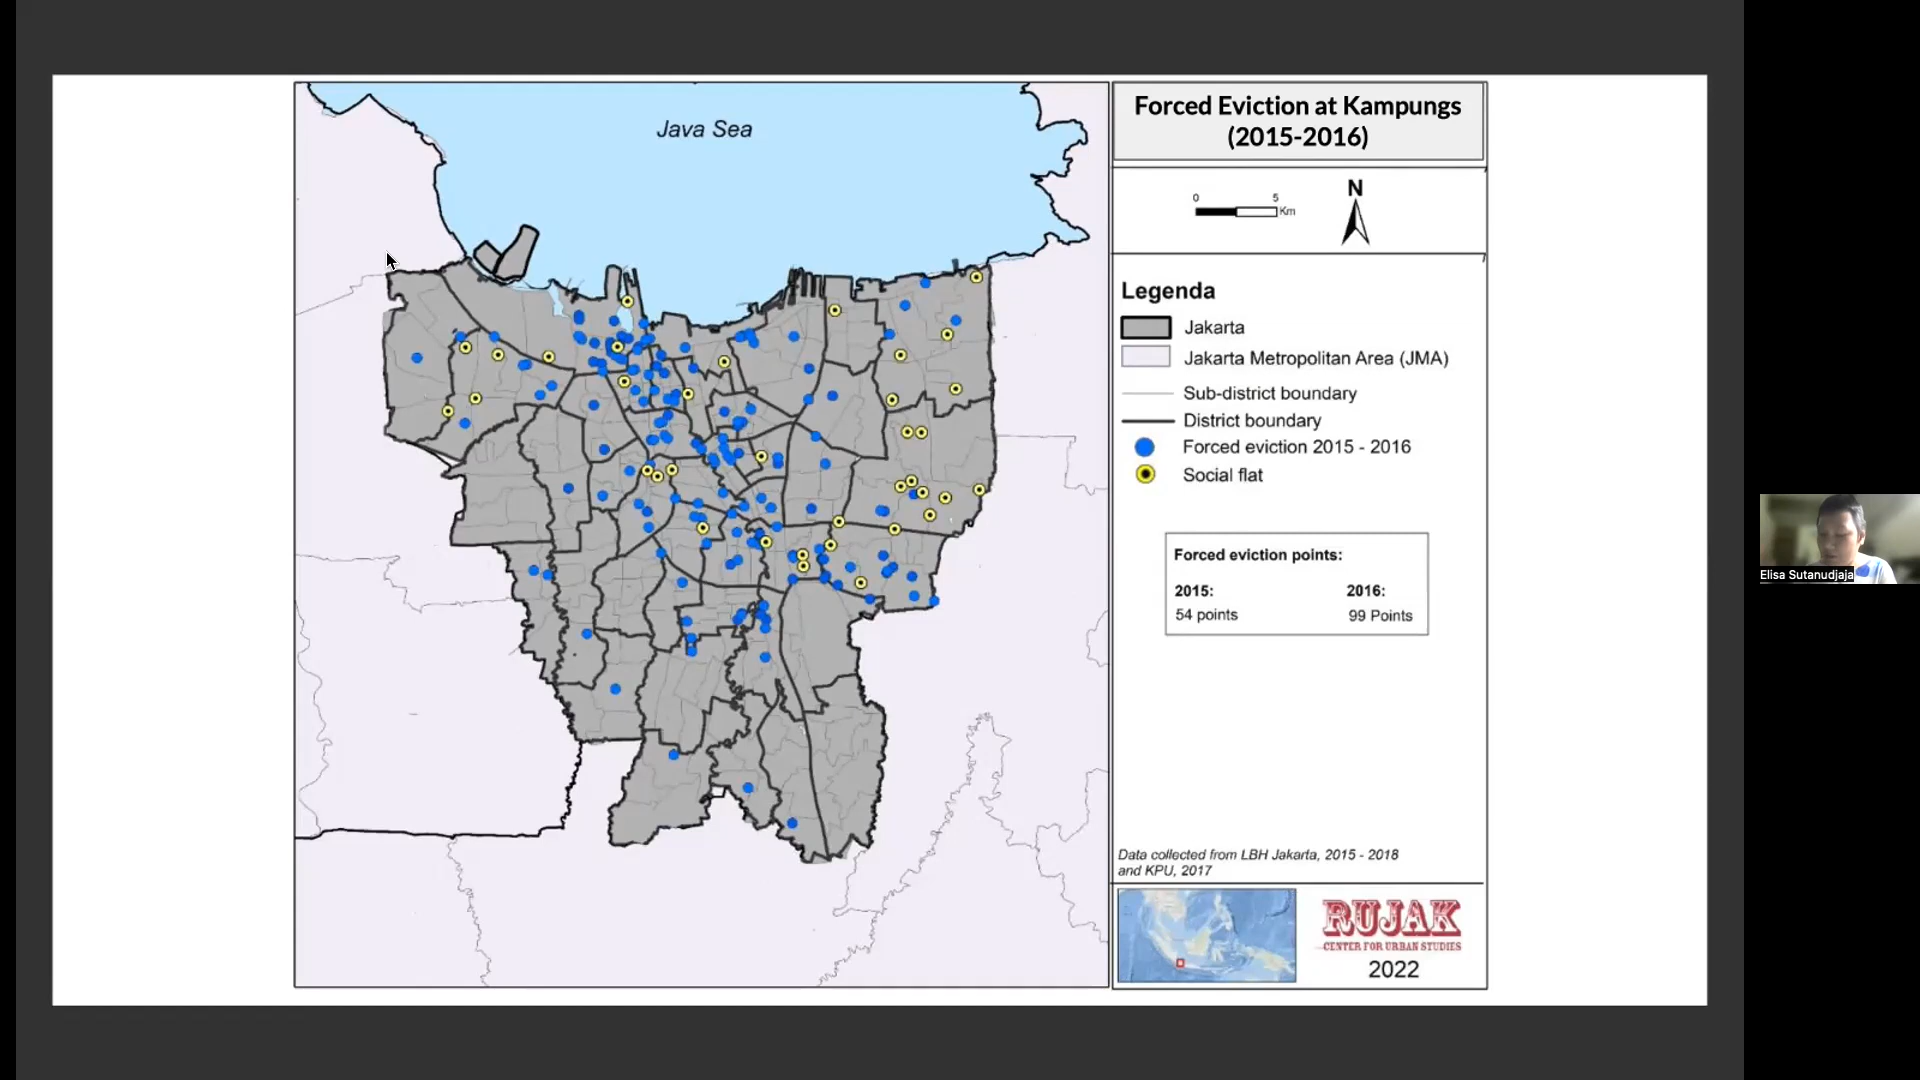 Java Sea
Forced Eviction at Kampungs
(2015-2016)
N
0 5
Km
Legenda
Jakarta
Jakarta Metropolitan Area (JMA)
Sub-district boundary
District boundary
Forced eviction 2015 - 2016
Social flat
Forced eviction points:
2015: 2016:
54 points 99 Points
Data collected from LBH Jakarta, 2015 - 2018
and KPU, 2017
RUJAK
CENTER FOR URBAN STUDIES
2022
Elisa Sutanudjaja